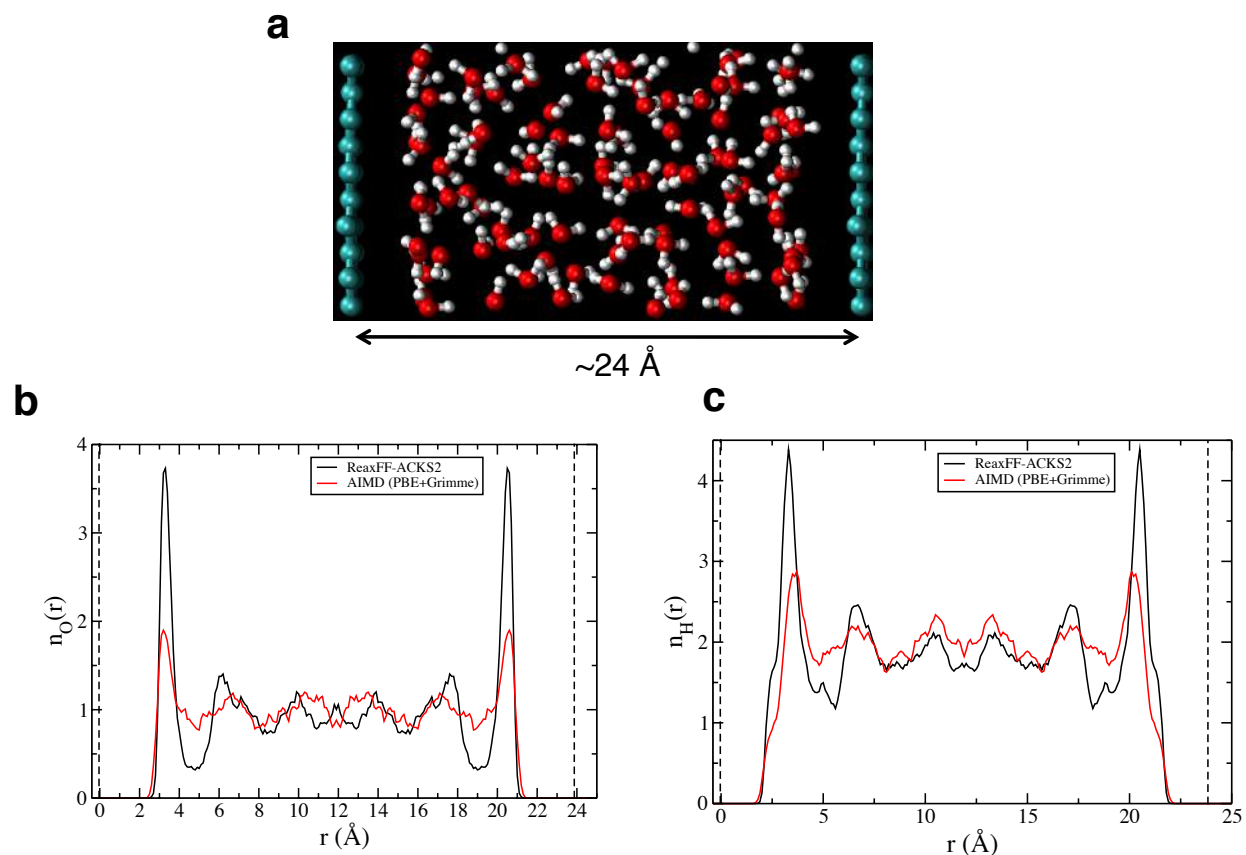 a
~24 Å
b
c
ReaxFF-ACKS2
AIMD (PBE+Grimme)
n_O(r)
4
3
2
1
0
0 2 4 6 8 10 12 14 16 18 20 22 24
r (Å)
ReaxFF-ACKS2
AIMD (PBE+Grimme)
n_H(r)
4
3
2
1
0
0 5 10 15 20 25
r (Å)